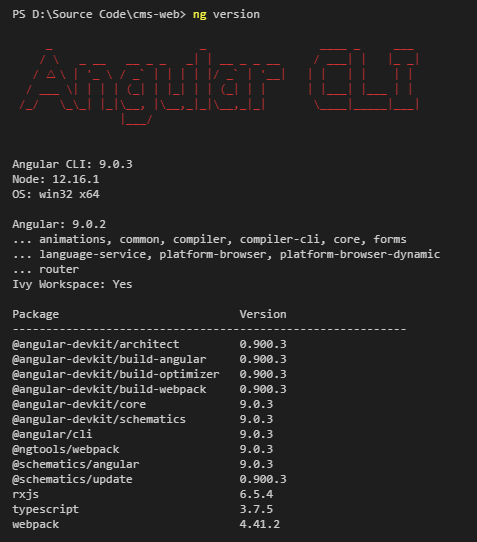 PS D:\Source Code\cms-web> ng version
Angular CLI
Angular CLI: 9.0.3
Node: 12.16.1
OS: win32 x64
Angular: 9.0.2
... animations, common, compiler, compiler-cli, core, forms
... language-service, platform-browser, platform-browser-dynamic
... router
Ivy Workspace: Yes
Package Version
-----------------------------------------------------------
@angular-devkit/architect 0.900.3
@angular-devkit/build-angular 0.900.3
@angular-devkit/build-optimizer 0.900.3
@angular-devkit/build-webpack 0.900.3
@angular-devkit/core 9.0.3
@angular-devkit/schematics 9.0.3
@angular/cli 9.0.3
@ngtools/webpack 9.0.3
@schematics/angular 9.0.3
@schematics/update 0.900.3
rxjs 6.5.4
typescript 3.7.5
webpack 4.41.2